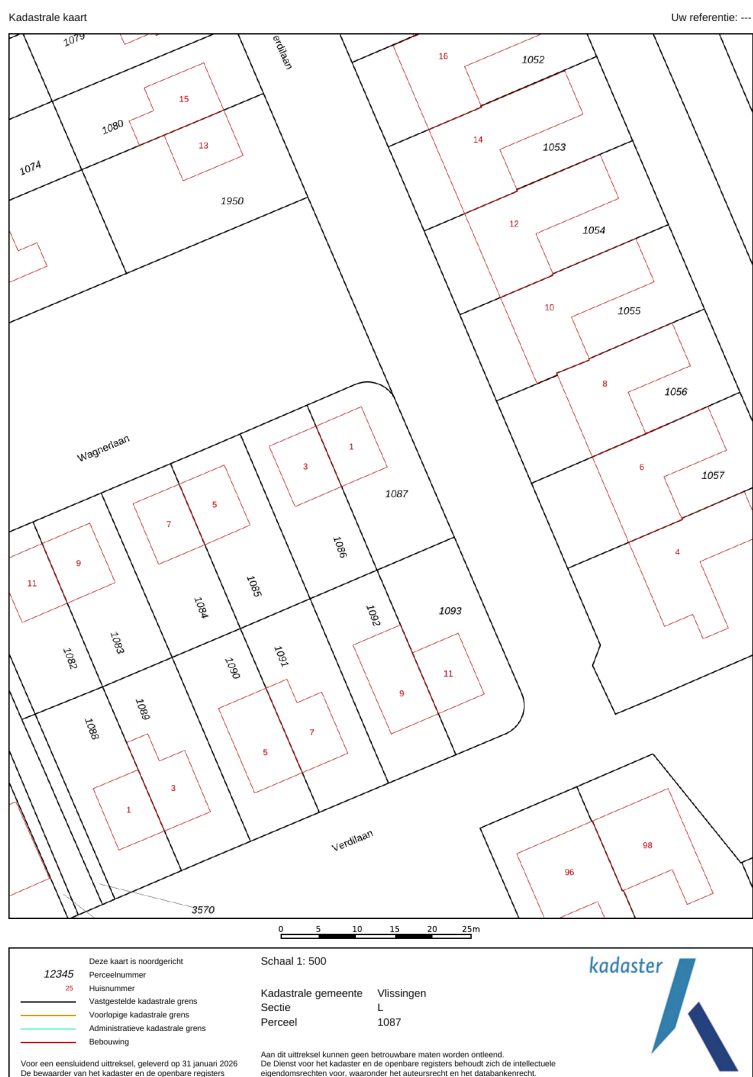 Kadastrale kaart
Uw referentie: ---
1079
erdilaan
16
1052
15
1080
13
14
1053
1074
1950
12
1054
10
1055
8
1056
Wagnerlaan
3
1
6
1057
1087
7
5
4
9
11
1086
1085
1084
1083
1082
1092
1093
1091
1090
1089
1088
9
11
7
5
3
1
Verdilaan
98
96
3570
0 5 10 15 20 25m
Deze kaart is noordgericht
12345 Perceelnummer
25 Huisnummer
Vastgestelde kadastrale grens
Voorlopige kadastrale grens
Administratieve kadastrale grens
Bebouwing
Voor een eensluidend uittreksel, geleverd op 31 januari 2026
De bewaarder van het kadaster en de openbare registers
Schaal 1: 500
Kadastrale gemeente Vlissingen
Sectie L
Perceel 1087
Aan dit uittreksel kunnen geen betrouwbare maten worden ontleend.
De Dienst voor het kadaster en de openbare registers behoudt zich de intellectuele
eigendomsrechten voor, waaronder het auteursrecht en het databankenrecht.
kadaster